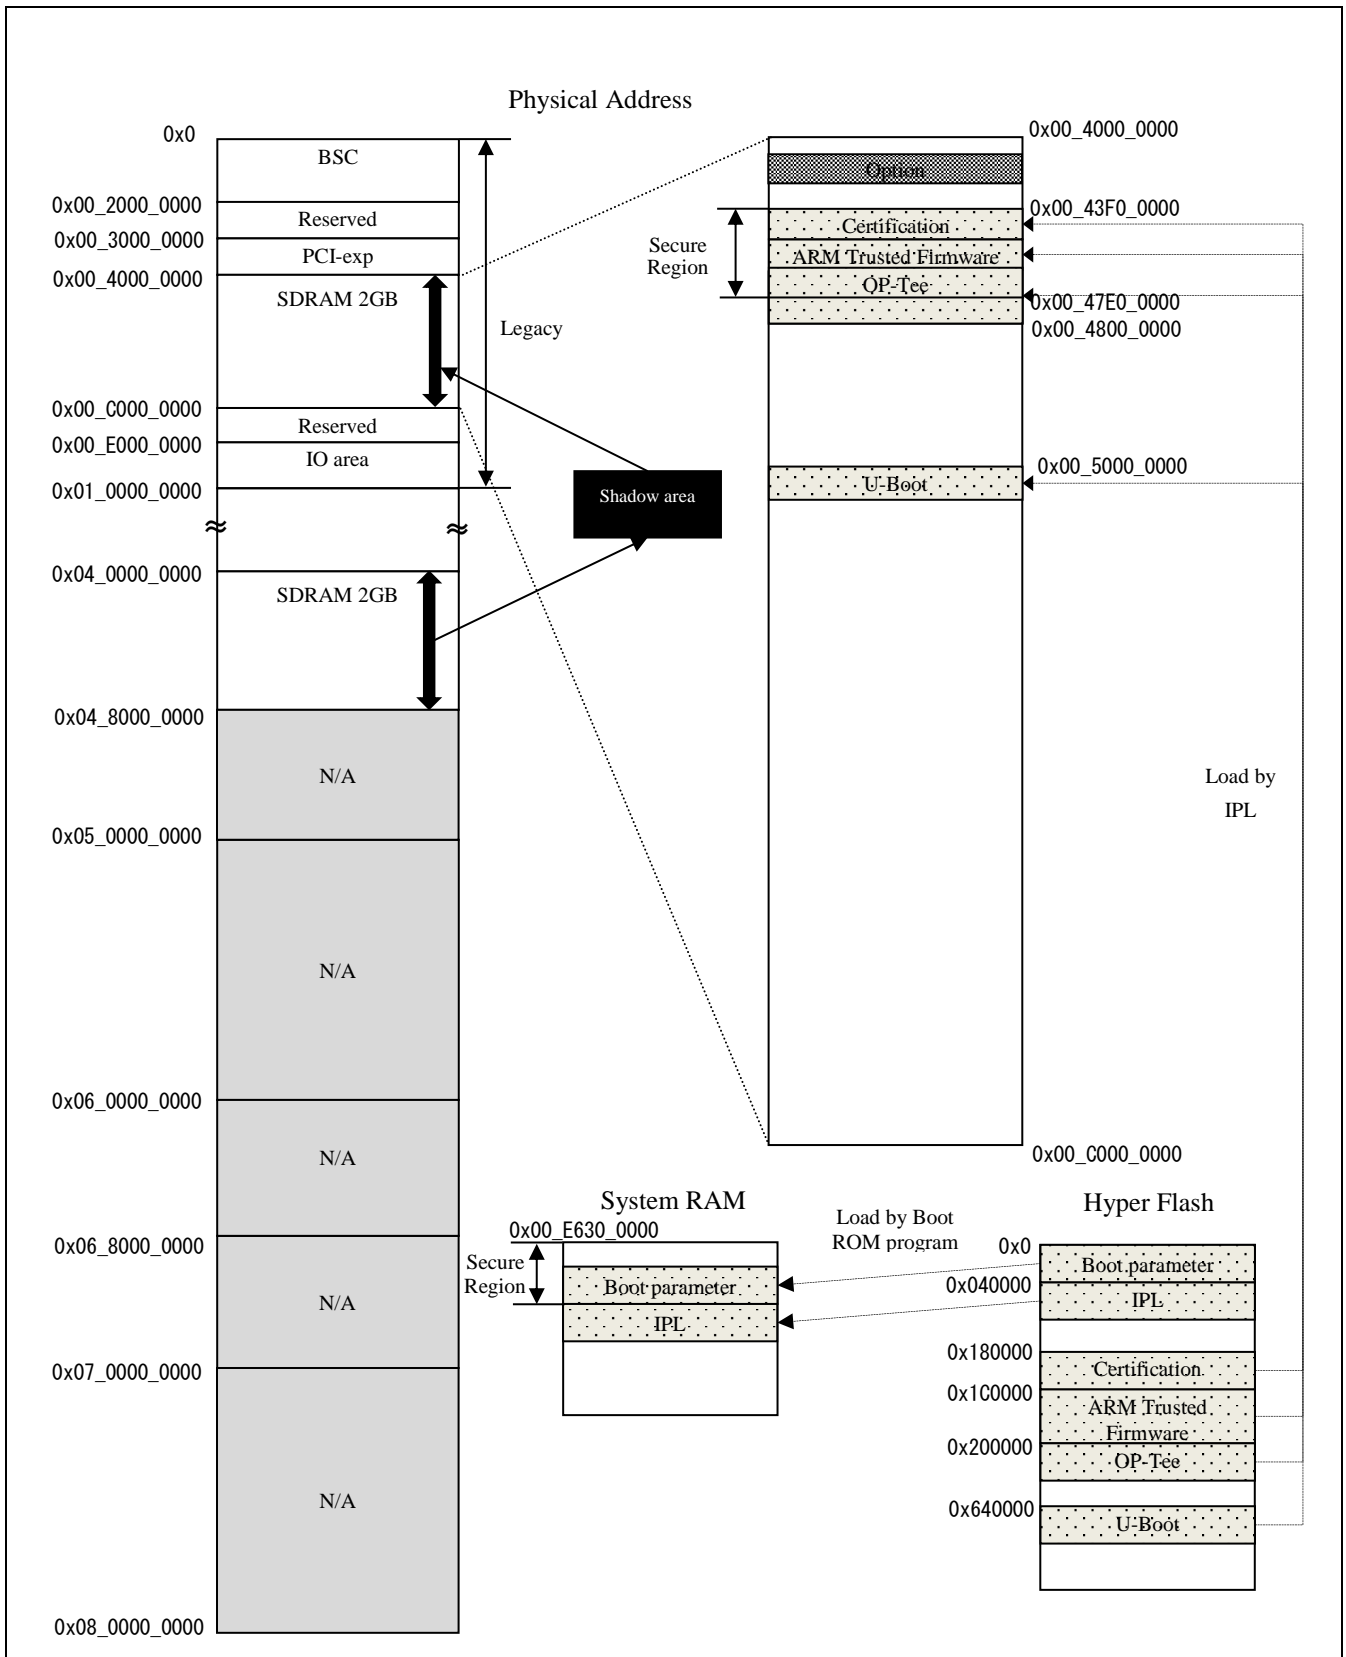 Physical Address
0x0
BSC
0x00_2000_0000
Reserved
0x00_3000_0000
PCI-exp
0x00_4000_0000
SDRAM 2GB
Legacy
0x00_C000_0000
Reserved
0x00_E000_0000
IO area
0x01_0000_0000
Shadow area
0x04_0000_0000
SDRAM 2GB
0x04_8000_0000
N/A
0x05_0000_0000
N/A
0x06_0000_0000
N/A
0x06_8000_0000
N/A
0x07_0000_0000
N/A
0x08_0000_0000
0x00_4000_0000
Option
0x00_43F0_0000
Secure
Region
Certification
ARM Trusted Firmware
OP-Tee
0x00_47E0_0000
0x00_4800_0000
0x00_5000_0000
U-Boot
Load by
IPL
0x00_C000_0000
System RAM
0x00_E630_0000
Secure
Region
Boot parameter
IPL
Load by Boot
ROM program
Hyper Flash
0x0
Boot parameter
0x040000
IPL
0x180000
Certification
0x1C0000
ARM Trusted
Firmware
0x200000
OP-Tee
0x640000
U-Boot